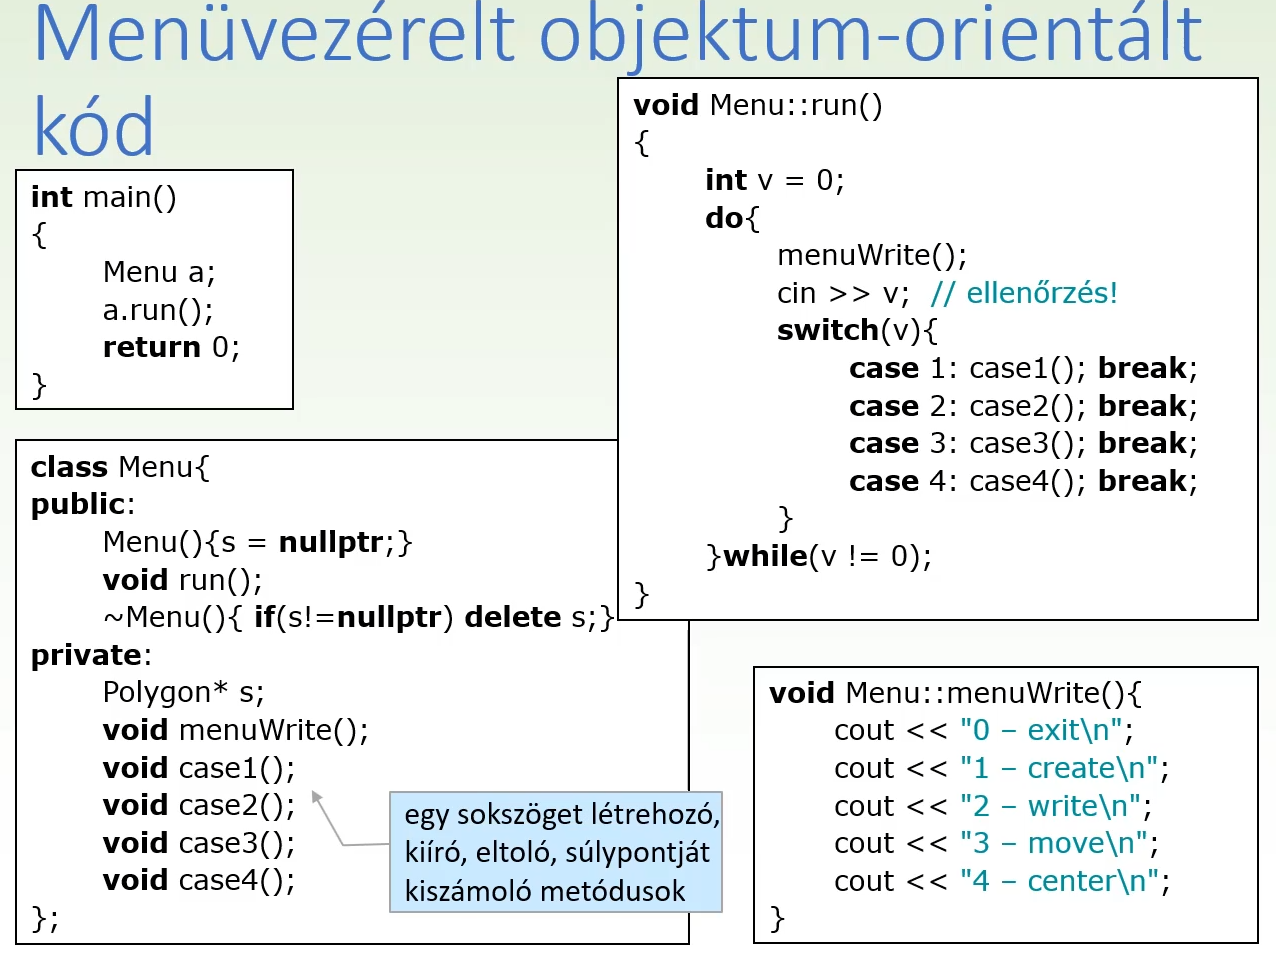 Menüvezérelt objektum-orientált
kód
int main()
{
Menu a;
a.run();
return 0;
}
class Menu{
public:
Menu(){s = nullptr;}
void run();
~Menu(){ if(s!=nullptr) delete s;}
private:
Polygon* s;
void menuWrite();
void case1();
void case2();
void case3();
void case4();
};
egy sokszöget létrehozó,
kiíró, eltoló, súlypontját
kiszámoló metódusok
void Menu::run()
{
int v = 0;
do{
menuWrite();
cin >> v; // ellenőrzés!
switch(v){
case 1: case1(); break;
case 2: case2(); break;
case 3: case3(); break;
case 4: case4(); break;
}
}while(v != 0);
}
void Menu::menuWrite(){
cout << "0 – exit\n";
cout << "1 – create\n";
cout << "2 – write\n";
cout << "3 – move\n";
cout << "4 – center\n";
}